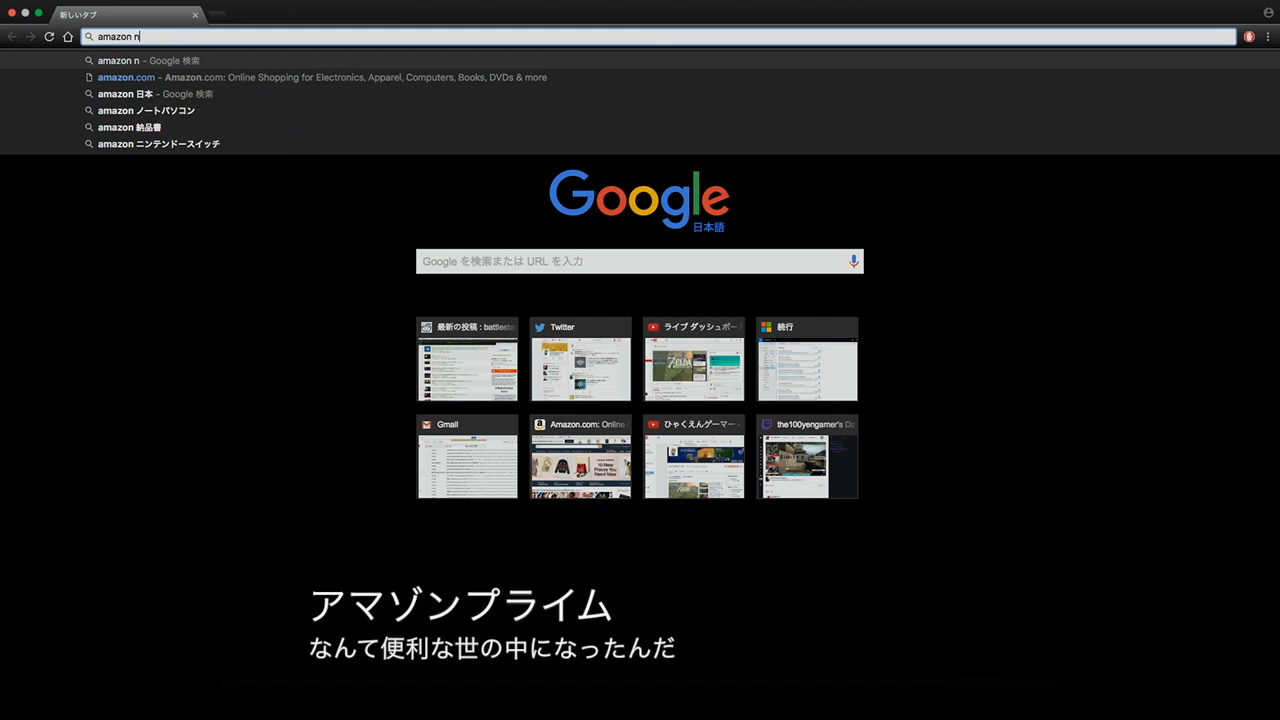 新しいタブ
amazon n
amazon n - Google 検索
amazon.com - Amazon.com: Online Shopping for Electronics, Apparel, Computers, Books, DVDs & more
amazon 日本 - Google 検索
amazon ノートパソコン
amazon 納品書
amazon ニンテンドースイッチ
Google
日本語
Google を検索または URL を入力
最新の投稿 : battlesta
Twitter
ライブ ダッシュボート
続行
ZELDA
Gmail
Amazon.com: Online
ひゃくえんゲーマー -
the100yengamer's Da
アマゾンプライム
なんて便利な世の中になったんだ